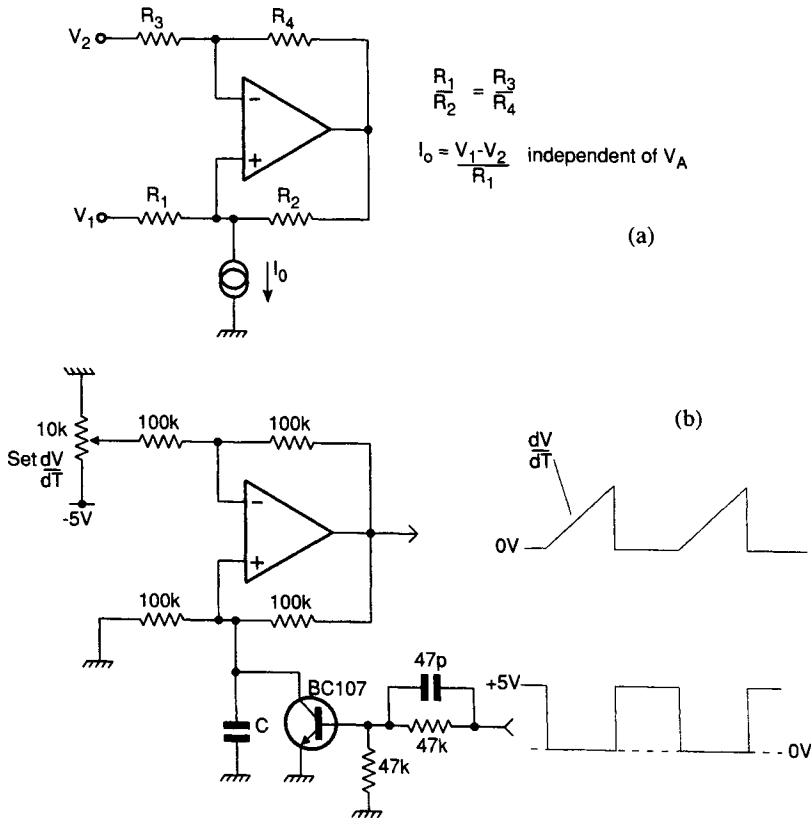 R3
R4
V2
−
+
R1/R2 = R3/R4
Io = V1-V2/R1 independent of VA
R1
R2
V1
(a)
Io
10k
100k
100k
(b)
Set dV/dT
dV/dT
-5V
−
+
0V
100k
100k
47p
BC107
+5V
C
47k
47k
0V